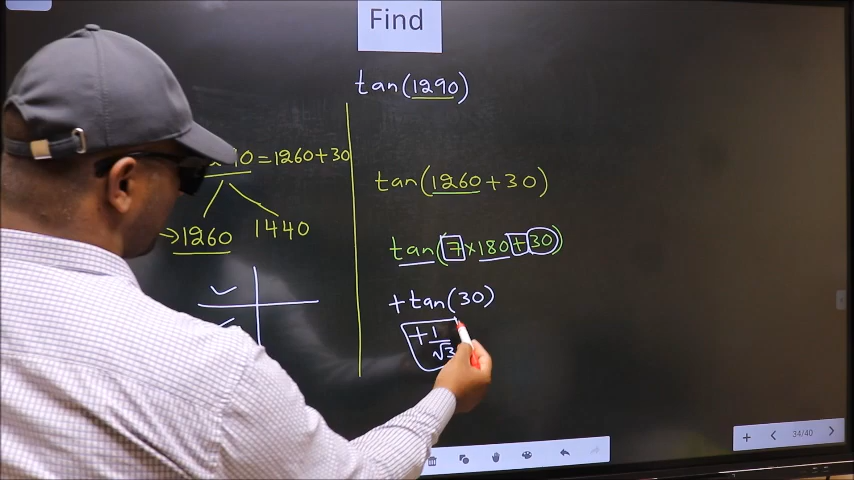 Find
tan(1290)
10 = 1260+30
1260 1440
tan(1260+30)
tan(7×180+30)
+tan(30)
+1/√3
34/40